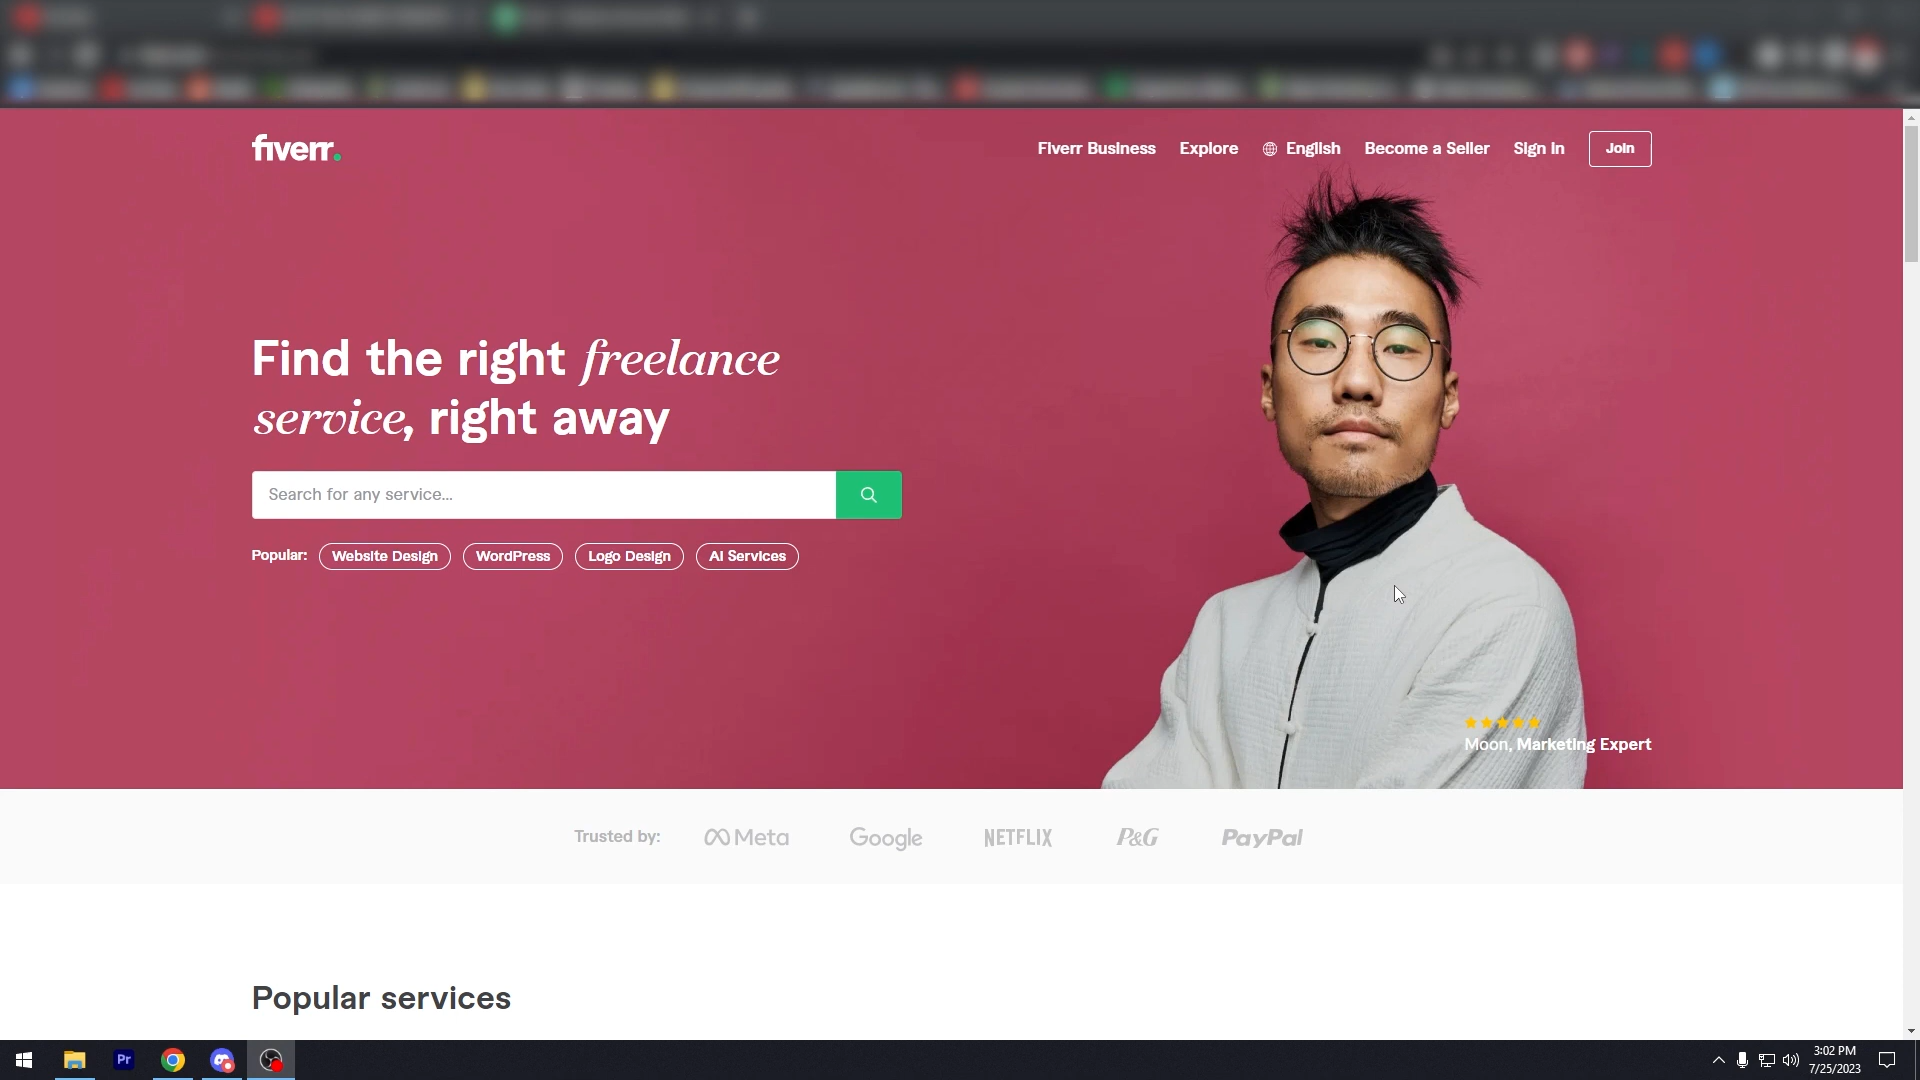 fiverr.
Fiverr Business Explore English Become a Seller Sign in Join
Find the right freelance
service, right away
Search for any service...
Popular: Website Design WordPress Logo Design AI Services
Moon, Marketing Expert
Trusted by: Meta Google NETFLIX P&G PayPal
Popular services
Pr
3:02 PM
7/25/2023